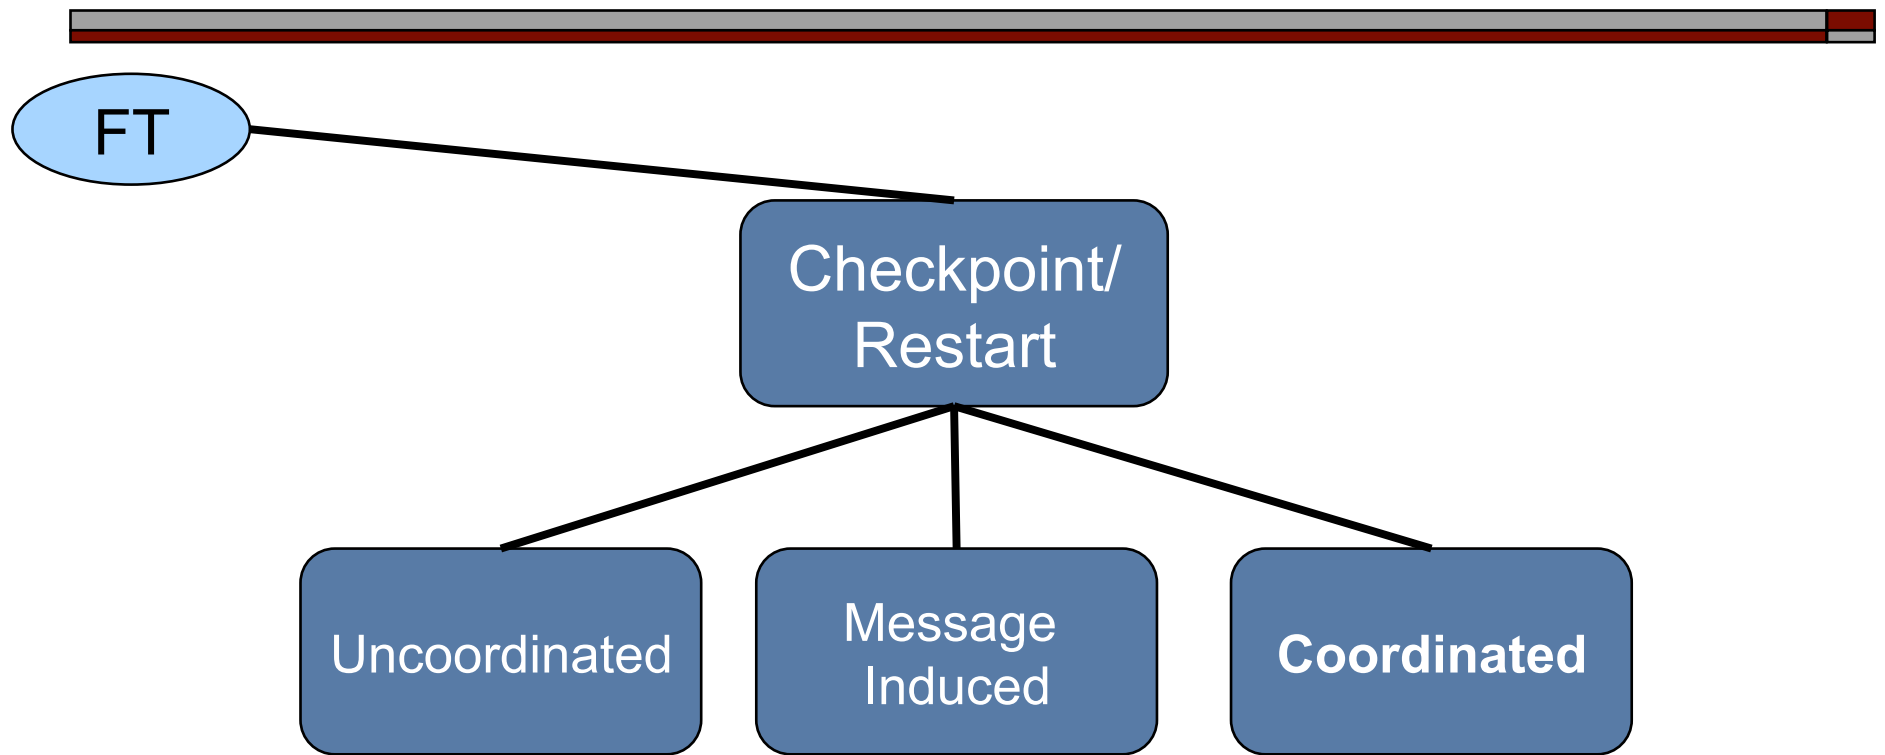 FT
Checkpoint/
Restart
Uncoordinated
Message
Induced
Coordinated